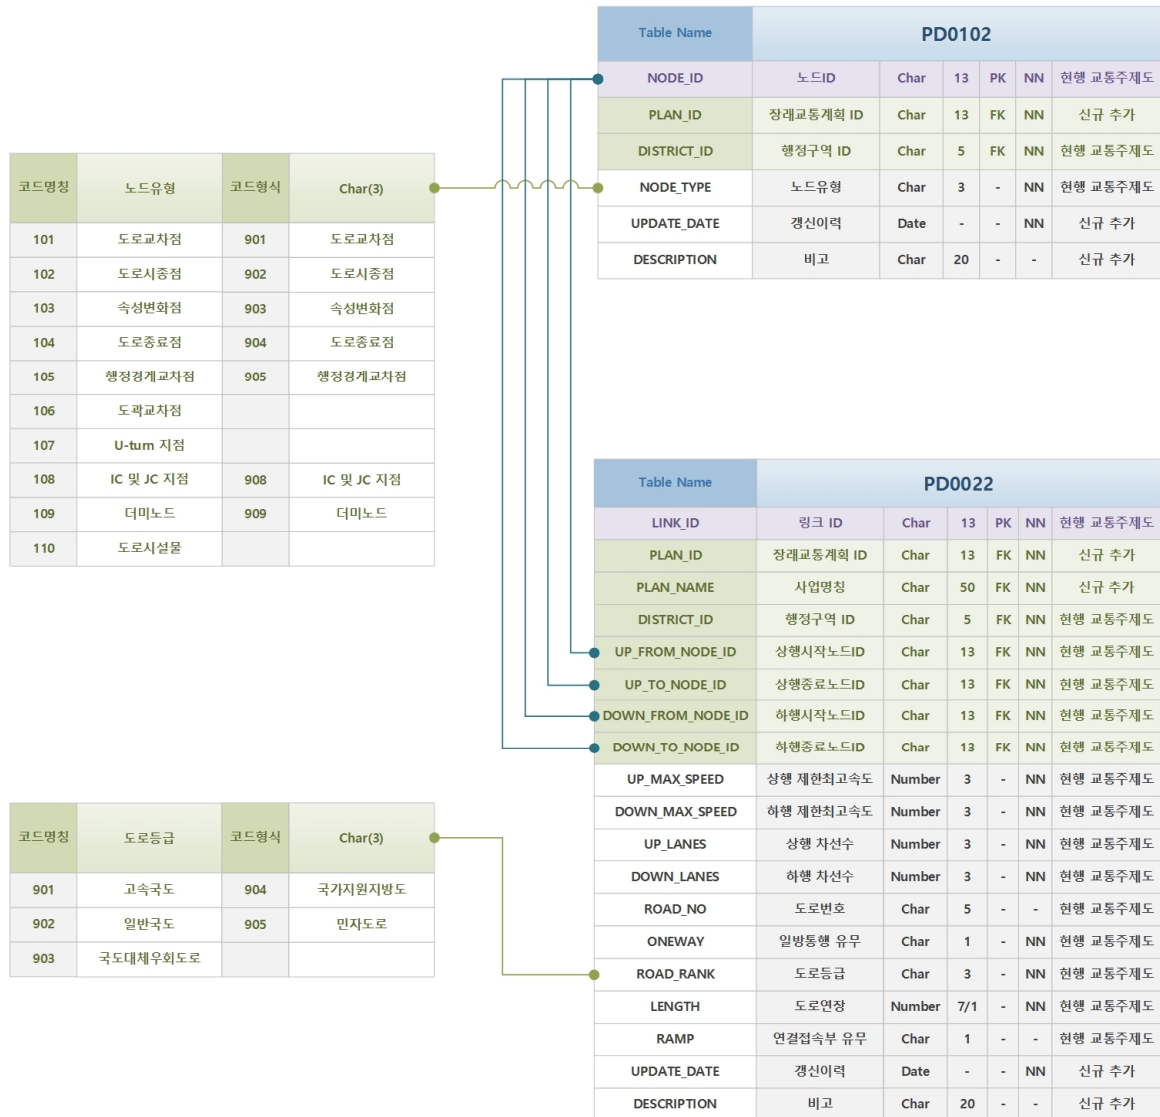 Table Name PD0102
NODE_ID 노드ID Char 13 PK NN 현행 교통주제도
PLAN_ID 장래교통계획 ID Char 13 FK NN 신규 추가
DISTRICT_ID 행정구역 ID Char 5 FK NN 현행 교통주제도
NODE_TYPE 노드유형 Char 3 - NN 현행 교통주제도
UPDATE_DATE 갱신이력 Date - - NN 신규 추가
DESCRIPTION 비고 Char 20 - - 신규 추가
코드명칭 노드유형 코드형식 Char(3)
101 도로교차점 901 도로교차점
102 도로시종점 902 도로시종점
103 속성변화점 903 속성변화점
104 도로종료점 904 도로종료점
105 행정경계교차점 905 행정경계교차점
106 도곽교차점
107 U-turn 지점
108 IC 및 JC 지점 908 IC 및 JC 지점
109 더미노드 909 더미노드
110 도로시설물
Table Name PD0022
LINK_ID 링크 ID Char 13 PK NN 현행 교통주제도
PLAN_ID 장래교통계획 ID Char 13 FK NN 신규 추가
PLAN_NAME 사업명칭 Char 50 FK NN 신규 추가
DISTRICT_ID 행정구역 ID Char 5 FK NN 현행 교통주제도
UP_FROM_NODE_ID 상행시작노드ID Char 13 FK NN 현행 교통주제도
UP_TO_NODE_ID 상행종료노드ID Char 13 FK NN 현행 교통주제도
DOWN_FROM_NODE_ID 하행시작노드ID Char 13 FK NN 현행 교통주제도
DOWN_TO_NODE_ID 하행종료노드ID Char 13 FK NN 현행 교통주제도
UP_MAX_SPEED 상행 제한최고속도 Number 3 - NN 현행 교통주제도
DOWN_MAX_SPEED 하행 제한최고속도 Number 3 - NN 현행 교통주제도
UP_LANES 상행 차선수 Number 3 - NN 현행 교통주제도
DOWN_LANES 하행 차선수 Number 3 - NN 현행 교통주제도
ROAD_NO 도로번호 Char 5 - - 현행 교통주제도
ONEWAY 일방통행 유무 Char 1 - NN 현행 교통주제도
ROAD_RANK 도로등급 Char 3 - NN 현행 교통주제도
LENGTH 도로연장 Number 7/1 - NN 현행 교통주제도
RAMP 연결접속부 유무 Char 1 - - 현행 교통주제도
UPDATE_DATE 갱신이력 Date - - NN 신규 추가
DESCRIPTION 비고 Char 20 - - 신규 추가
코드명칭 도로등급 코드형식 Char(3)
901 고속국도 904 국가지원지방도
902 일반국도 905 민자도로
903 국도대체우회도로